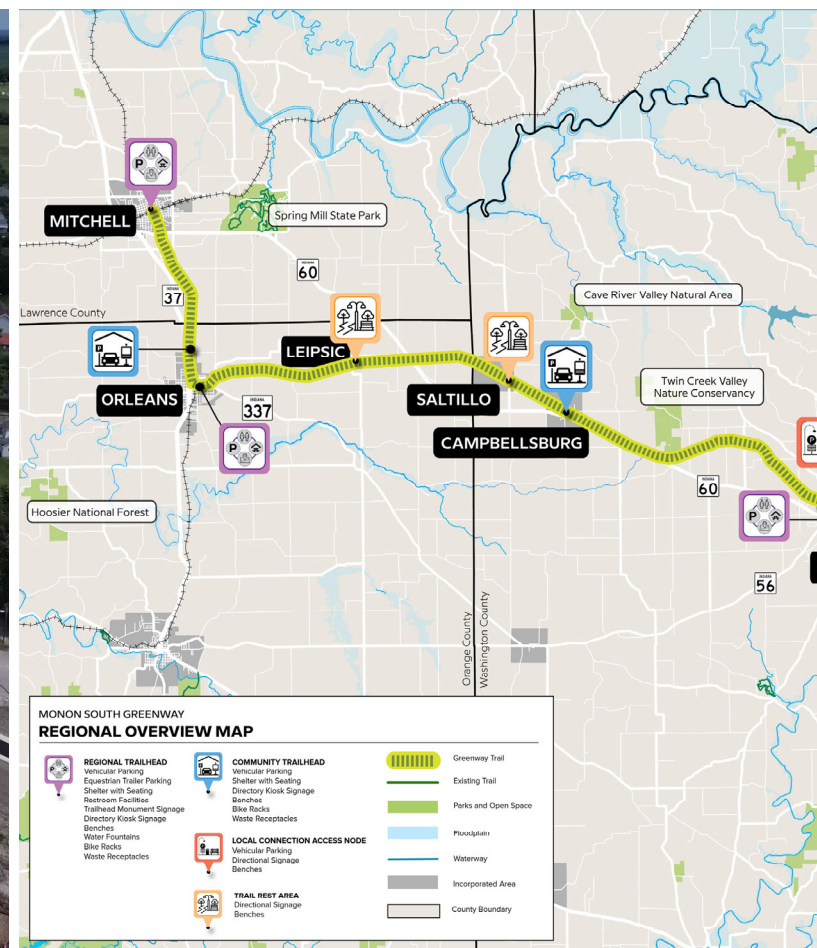 MITCHELL
Spring Mill State Park
INDIANA
60
INDIANA
37
Cave River Valley Natural Area
Lawrence County
LEIPSIC
ORLEANS
INDIANA
337
SALTILLO
Twin Creek Valley
Nature Conservancy
CAMPBELLSBURG
P
P
P
INDIANA
60
Hoosier National Forest
INDIANA
56
Orange County
Washington County
MONON SOUTH GREENWAY
REGIONAL OVERVIEW MAP
REGIONAL TRAILHEAD
Vehicular Parking
Equestrian Trailer Parking
Shelter with Seating
Restroom Facilities
Trailhead Monument Signage
Directory Kiosk Signage
Benches
Water Fountains
Bike Racks
Waste Receptacles
COMMUNITY TRAILHEAD
Vehicular Parking
Shelter with Seating
Directory Kiosk Signage
Benches
Bike Racks
Waste Receptacles
LOCAL CONNECTION ACCESS NODE
Vehicular Parking
Directional Signage
Benches
TRAIL REST AREA
Directional Signage
Benches
Greenway Trail
Existing Trail
Parks and Open Space
Floodplain
Waterway
Incorporated Area
County Boundary